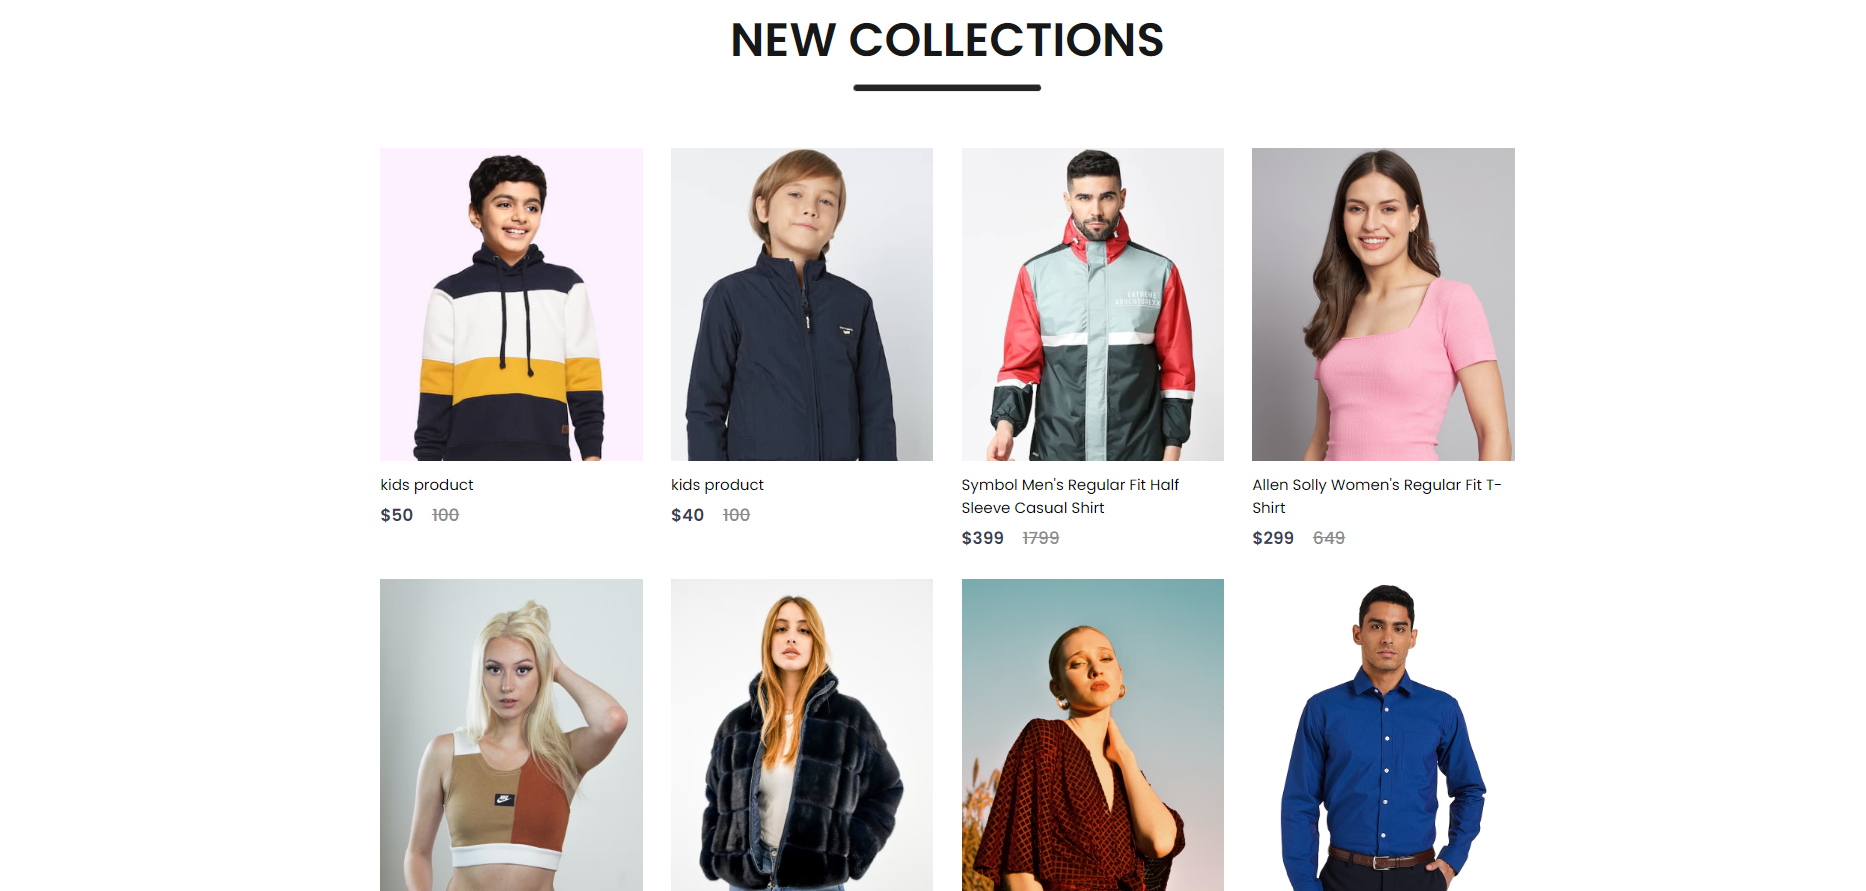 NEW COLLECTIONS
kids product
$50 100
kids product
$40 100
Symbol Men's Regular Fit Half
Sleeve Casual Shirt
$399 1799
Allen Solly Women's Regular Fit T-
Shirt
$299 649
EXTREME